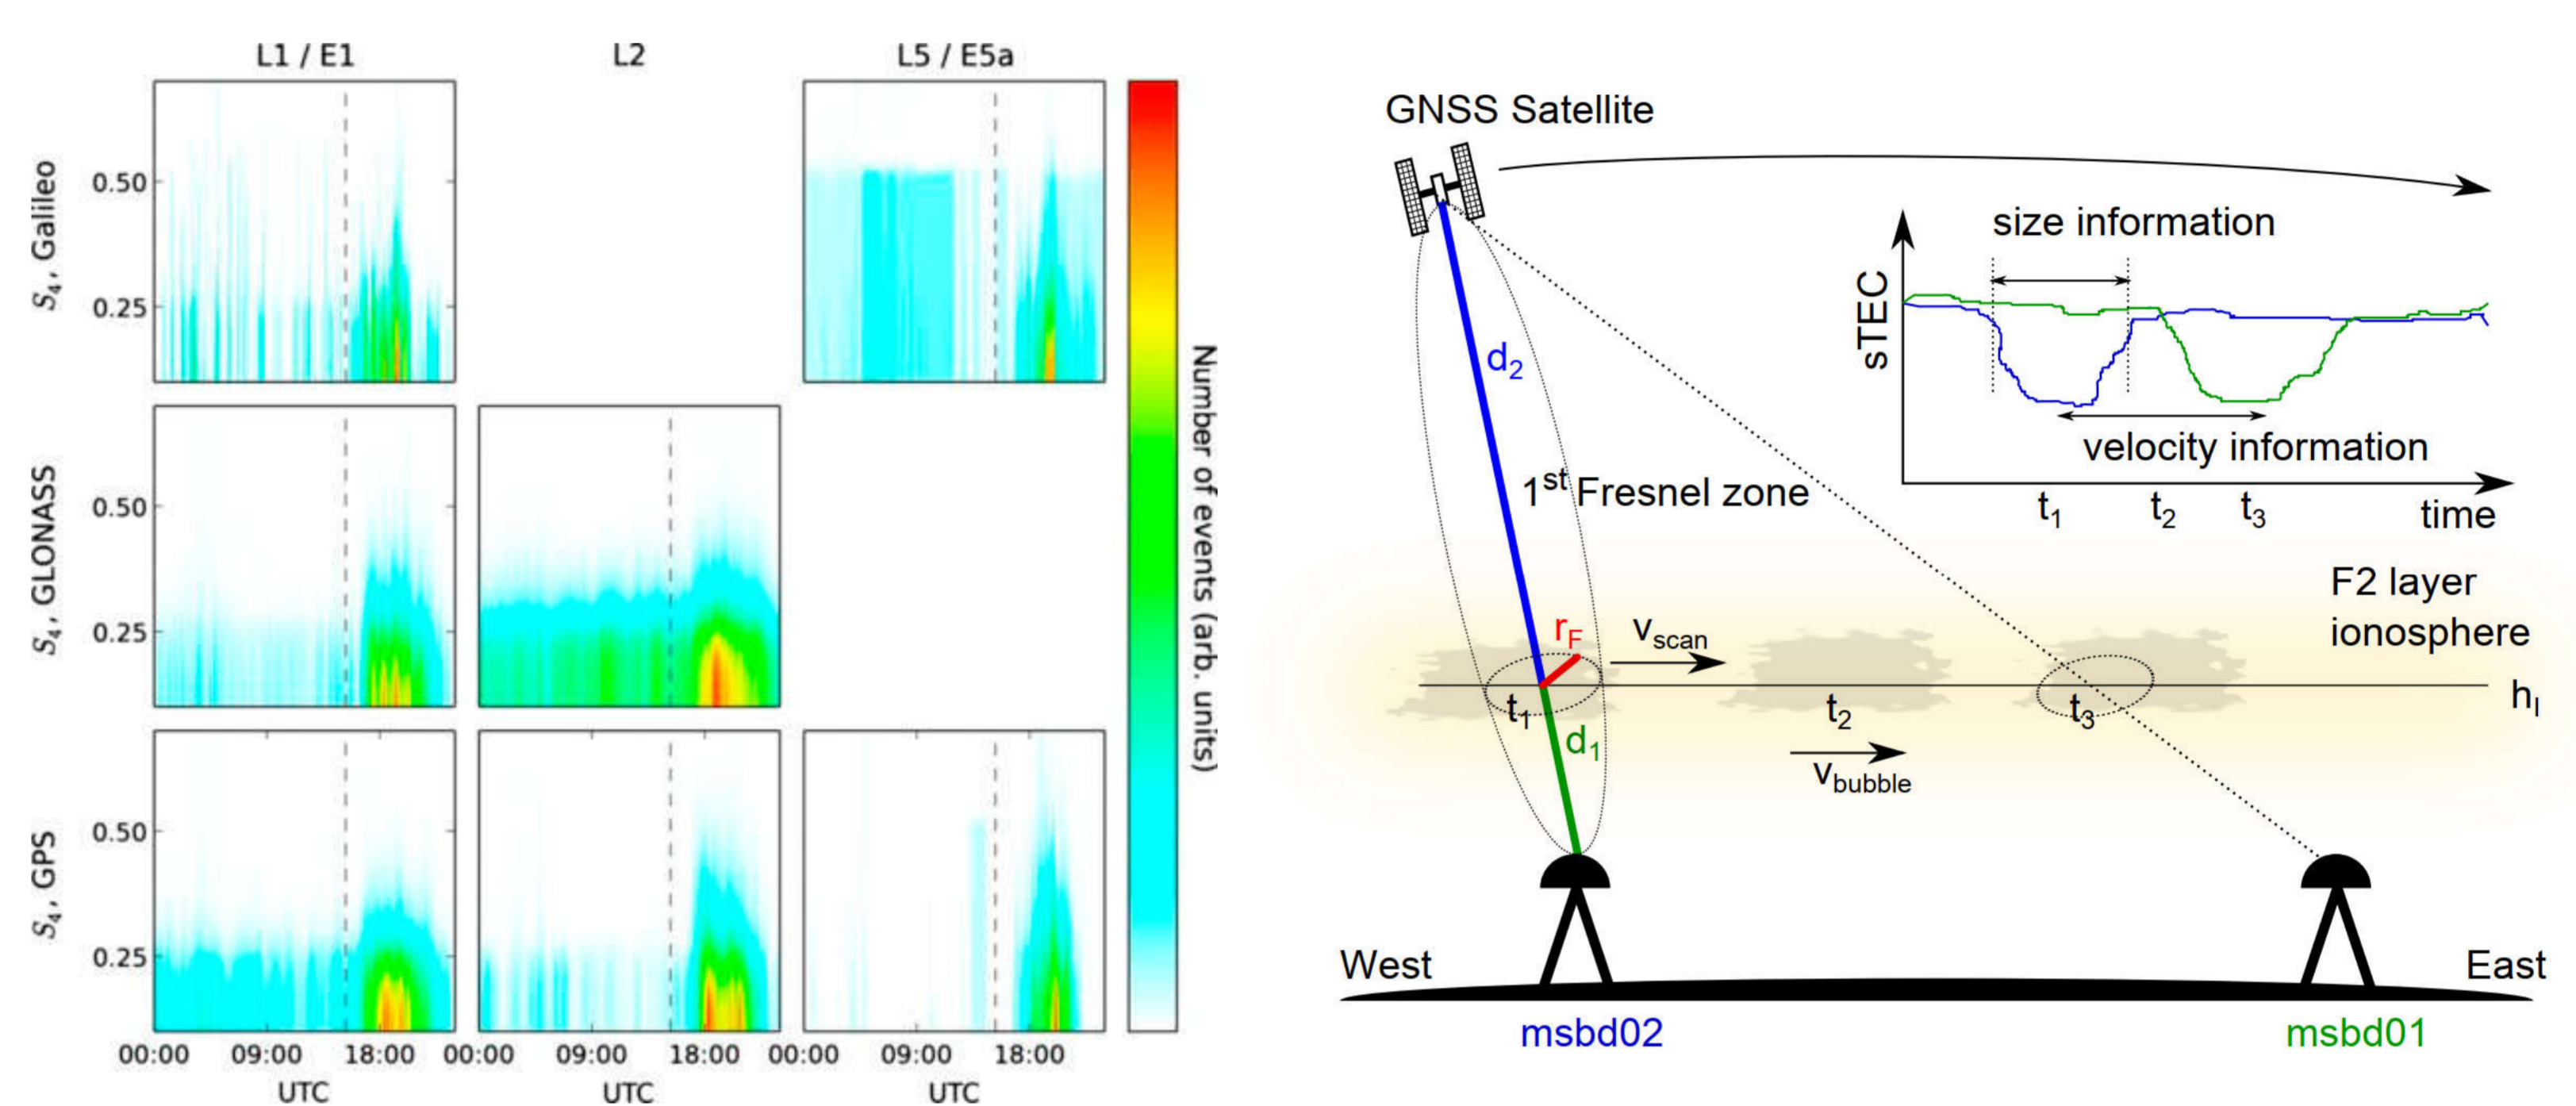 L1 / E1
L2
L5 / E5a
S4, Galileo
0.50
0.25
S4, GLONASS
0.50
0.25
S4, GPS
0.50
0.25
00:00 09:00 18:00
00:00 09:00 18:00
00:00 09:00 18:00
UTC
UTC
UTC
Number of events (arb. units)
GNSS Satellite
size information
sTEC
velocity information
t1 t2 t3
time
d2
1st Fresnel zone
F2 layer
ionosphere
rF
vscan
hI
t1
t2
t3
d1
vbubble
West
East
msbd02
msbd01